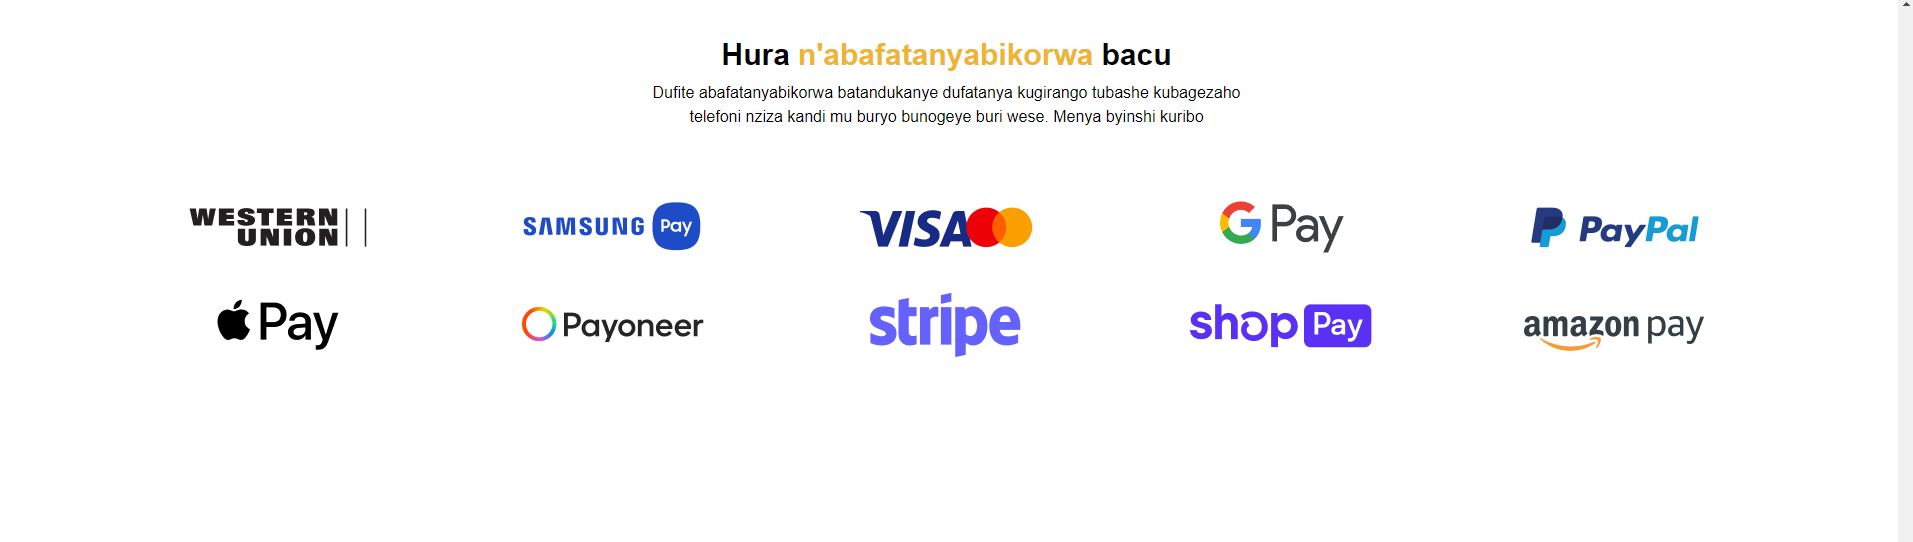 Hura n'abafatanyabikorwa bacu
Dufite abafatanyabikorwa batandukanye dufatanya kugirango tubashe kubagezaho
telefoni nziza kandi mu buryo bunogeye buri wese. Menya byinshi kuribo
WESTERN
UNION
SAMSUNG Pay
VISA
G Pay
PayPal
Pay
Payoneer
stripe
shop Pay
amazon pay